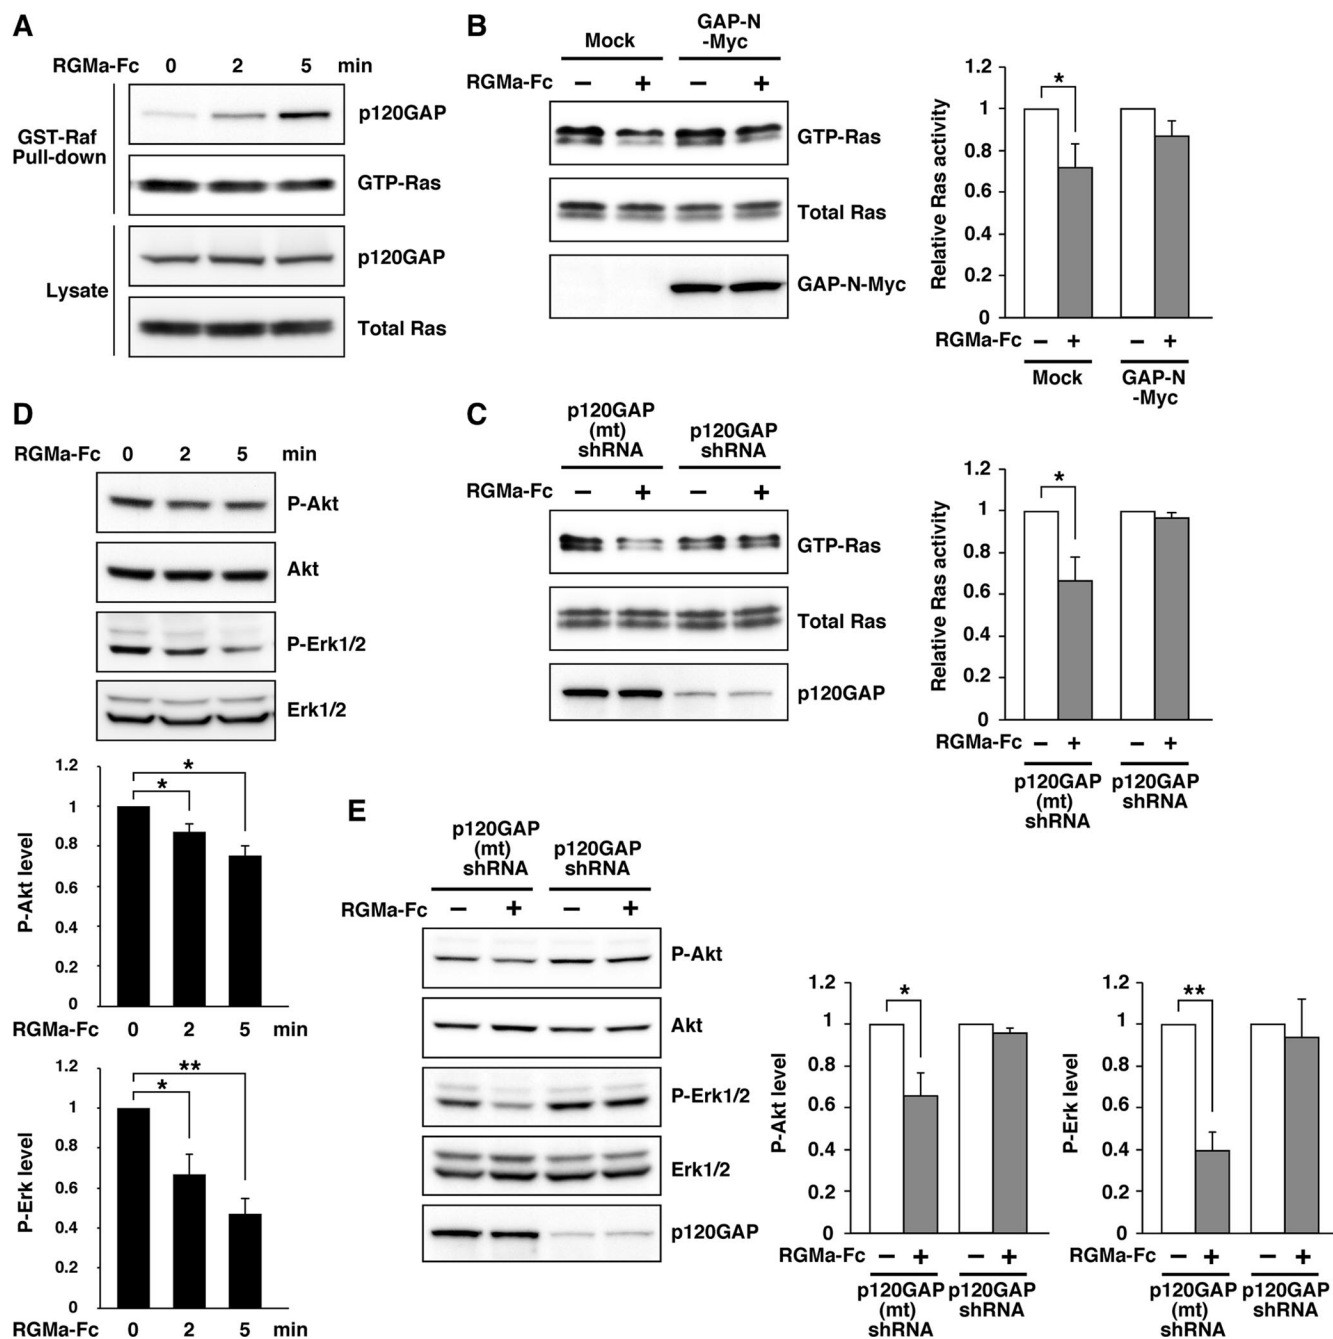 A
RGMa-Fc 0 2 5 min
GST-Raf
Pull-down
p120GAP
GTP-Ras
Lysate
p120GAP
Total Ras
B
Mock
GAP-N
-Myc
RGMa-Fc − + − +
GTP-Ras
Total Ras
GAP-N-Myc
Relative Ras activity
1.2
1
0.8
0.6
0.4
0.2
0
*
RGMa-Fc − + − +
Mock
GAP-N
-Myc
D
RGMa-Fc 0 2 5 min
P-Akt
Akt
P-Erk1/2
Erk1/2
P-Akt level
1.2
1
0.8
0.6
0.4
0.2
0
*
*
RGMa-Fc 0 2 5 min
P-Erk level
1.2
1
0.8
0.6
0.4
0.2
0
**
*
RGMa-Fc 0 2 5 min
C
p120GAP
(mt)
shRNA
p120GAP
shRNA
RGMa-Fc − + − +
GTP-Ras
Total Ras
p120GAP
Relative Ras activity
1.2
1
0.8
0.6
0.4
0.2
0
*
RGMa-Fc − + − +
p120GAP
(mt)
shRNA
p120GAP
shRNA
E
p120GAP
(mt)
shRNA
p120GAP
shRNA
RGMa-Fc − + − +
P-Akt
Akt
P-Erk1/2
Erk1/2
p120GAP
P-Akt level
1.2
1
0.8
0.6
0.4
0.2
0
*
RGMa-Fc − + − +
p120GAP
(mt)
shRNA
p120GAP
shRNA
P-Erk level
1.2
1
0.8
0.6
0.4
0.2
0
**
RGMa-Fc − + − +
p120GAP
(mt)
shRNA
p120GAP
shRNA